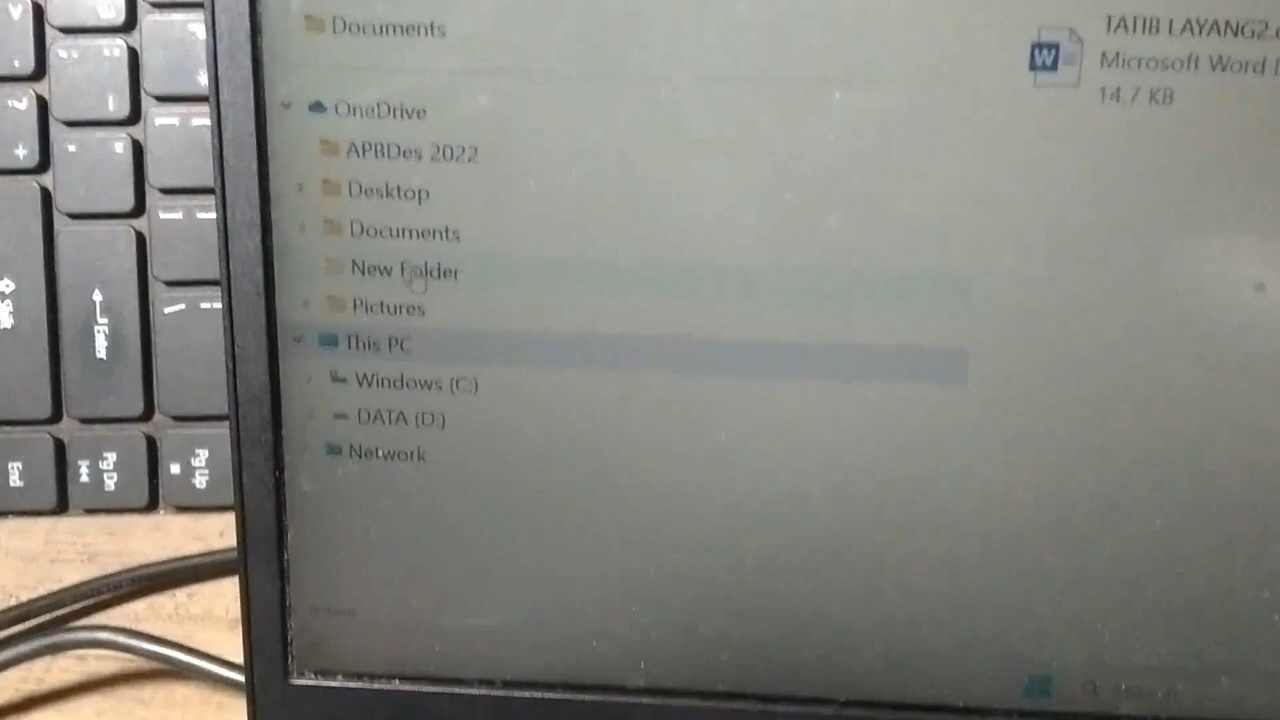 Documents
OneDrive
APBDes 2022
Desktop
Documents
New folder
Pictures
This PC
Windows (C:)
DATA (D:)
Network
TATIB LAYANG2
Microsoft Word
14.7 KB
Shift
Enter
End
Pg Dn
Pg Up